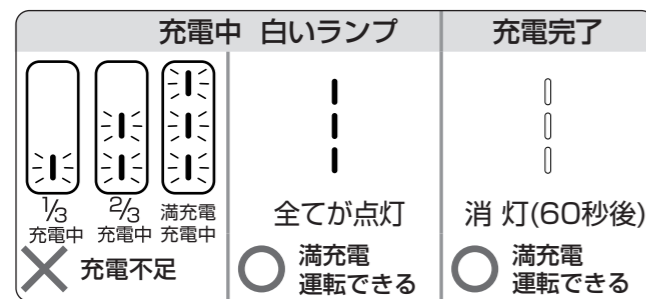 充電中 白いランプ
充電完了
1/3
充電中
2/3
充電中
満充電
充電中
充電不足
全てが点灯
満充電
運転できる
消 灯(60秒後)
満充電
運転できる